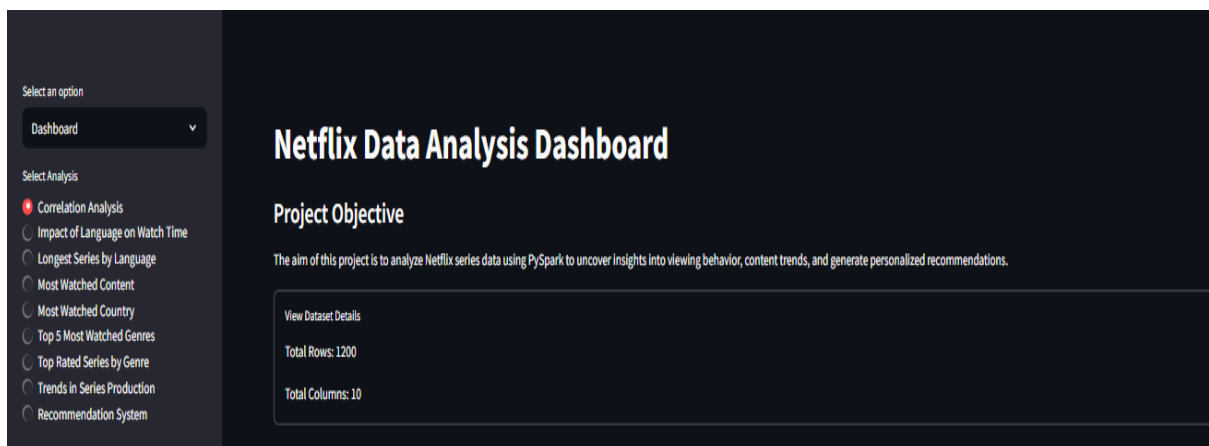 Select an option
Dashboard
Select Analysis
Correlation Analysis
Impact of Language on Watch Time
Longest Series by Language
Most Watched Content
Most Watched Country
Top 5 Most Watched Genres
Top Rated Series by Genre
Trends in Series Production
Recommendation System
Netflix Data Analysis Dashboard
Project Objective
The aim of this project is to analyze Netflix series data using PySpark to uncover insights into viewing behavior, content trends, and generate personalized recommendations.
View Dataset Details
Total Rows: 1200
Total Columns: 10